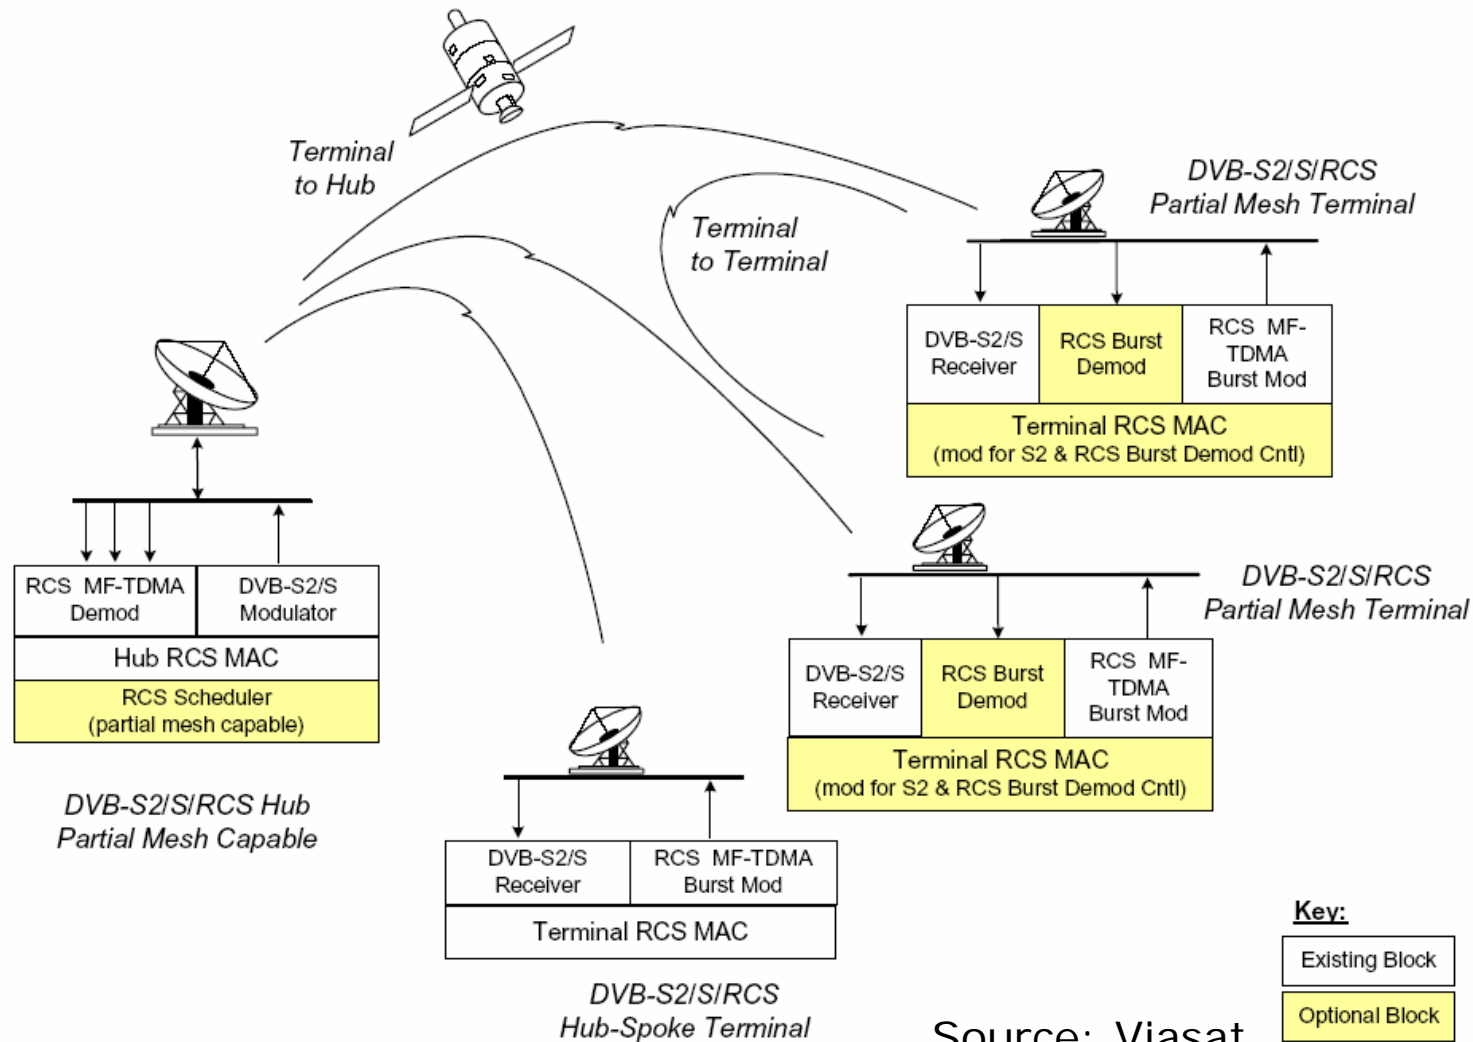 Terminal
to Hub
Terminal
to Terminal
DVB-S2/S/RCS
Partial Mesh Terminal
DVB-S2/S
Receiver
RCS Burst
Demod
RCS MF-
TDMA
Burst Mod
Terminal RCS MAC
(mod for S2 & RCS Burst Demod Cntl)
DVB-S2/S/RCS
Partial Mesh Terminal
DVB-S2/S
Receiver
RCS Burst
Demod
RCS MF-
TDMA
Burst Mod
Terminal RCS MAC
(mod for S2 & RCS Burst Demod Cntl)
RCS MF-TDMA
Demod
DVB-S2/S
Modulator
Hub RCS MAC
RCS Scheduler
(partial mesh capable)
DVB-S2/S/RCS Hub
Partial Mesh Capable
DVB-S2/S
Receiver
RCS MF-TDMA
Burst Mod
Terminal RCS MAC
DVB-S2/S/RCS
Hub-Spoke Terminal
Key:
Existing Block
Optional Block
Source: Viasat